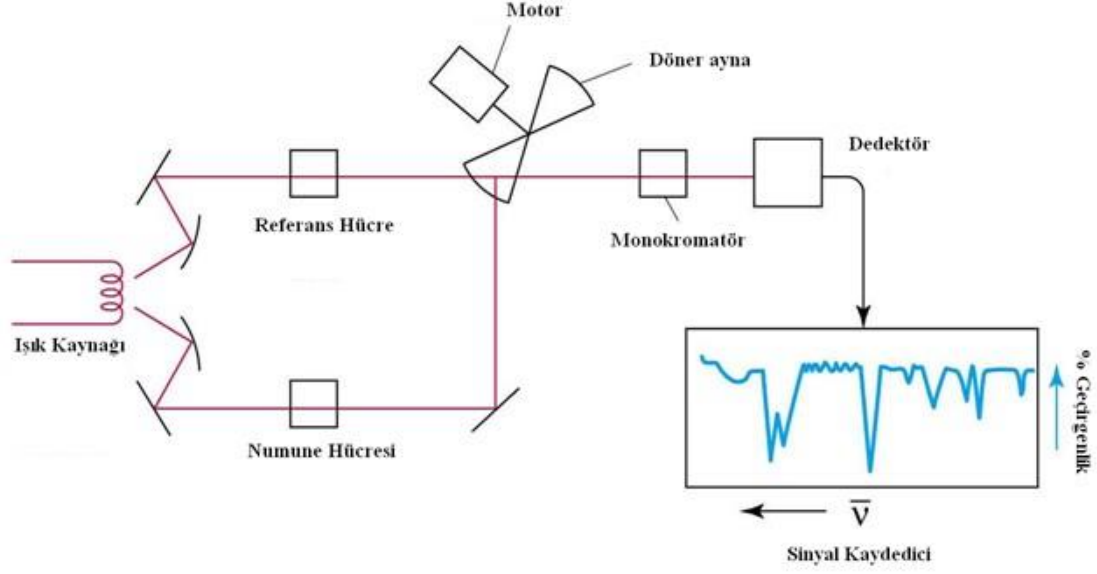 Motor
Döner ayna
Dedektör
Referans Hücre
Monokromatör
Işık Kaynağı
% Geçirgenlik
Numune Hücresi
ν̅
Sinyal Kaydedici